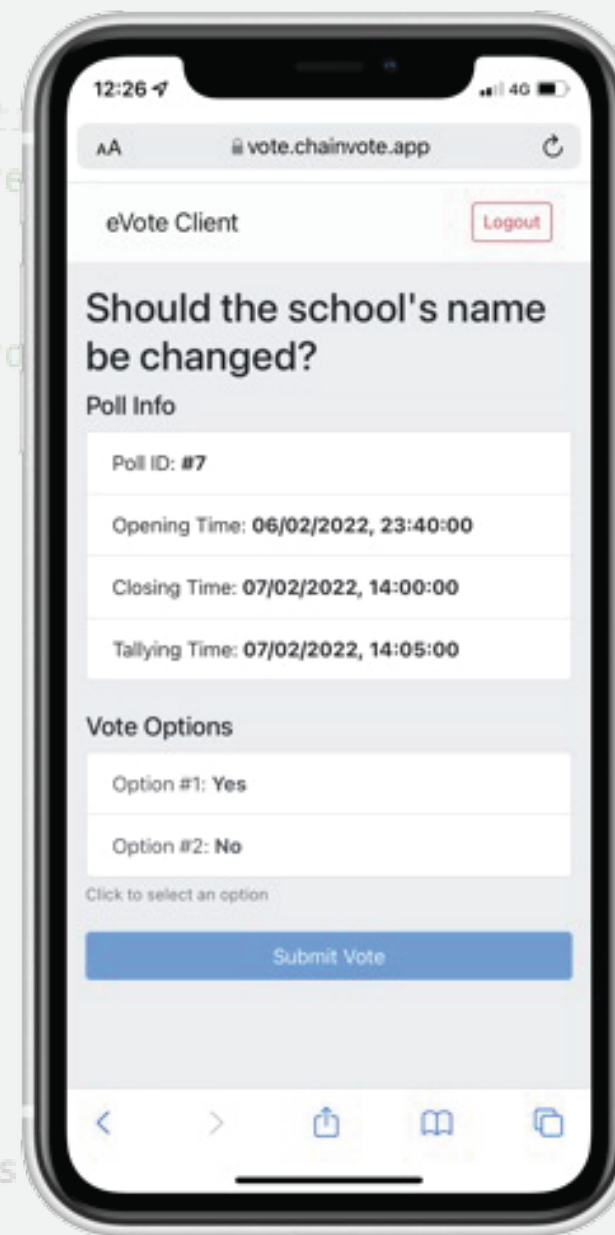 12:26
4G
AA vote.chainvote.app
eVote Client
Logout
Should the school's name
be changed?
Poll Info
Poll ID: #7
Opening Time: 06/02/2022, 23:40:00
Closing Time: 07/02/2022, 14:00:00
Tallying Time: 07/02/2022, 14:05:00
Vote Options
Option #1: Yes
Option #2: No
Click to select an option
Submit Vote